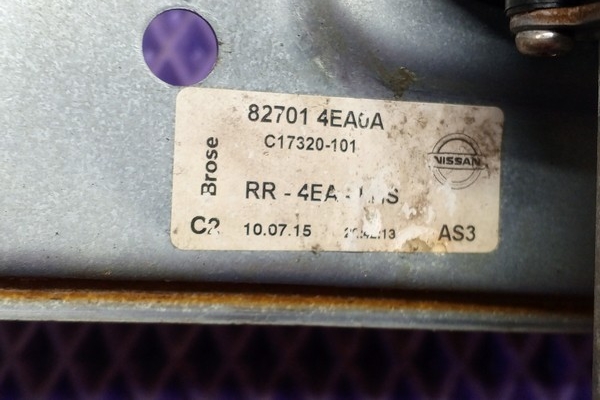 82701 4EA0A
C17320-101
Brose
NISSAN
RR - 4EA
C2 10.07.15 AS3